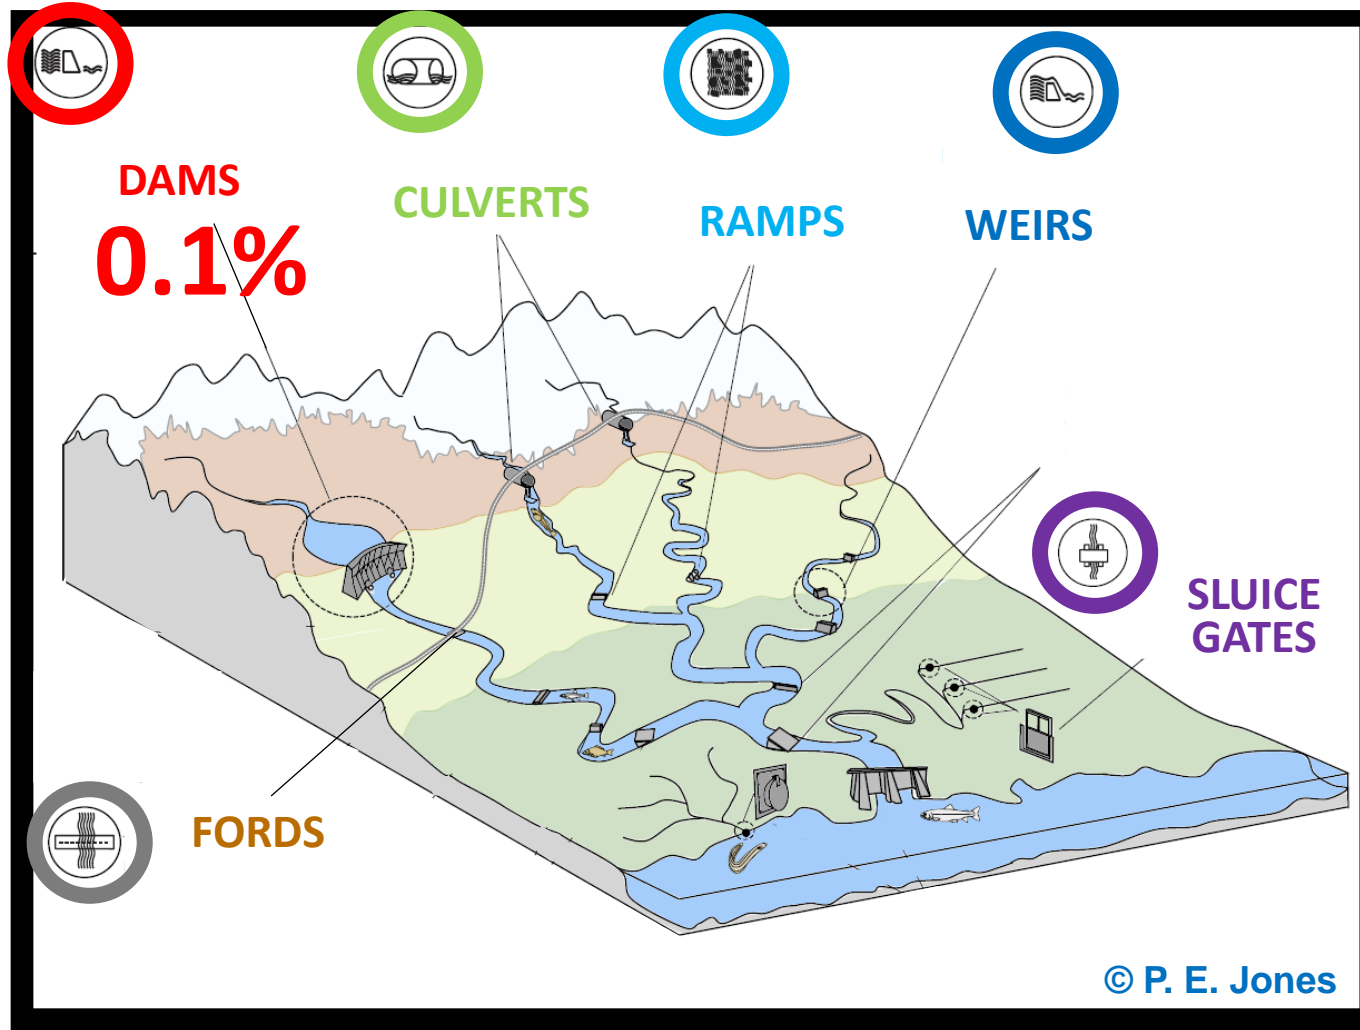 DAMS
0.1%
CULVERTS
RAMPS
WEIRS
SLUICE
GATES
FORDS
© P. E. Jones